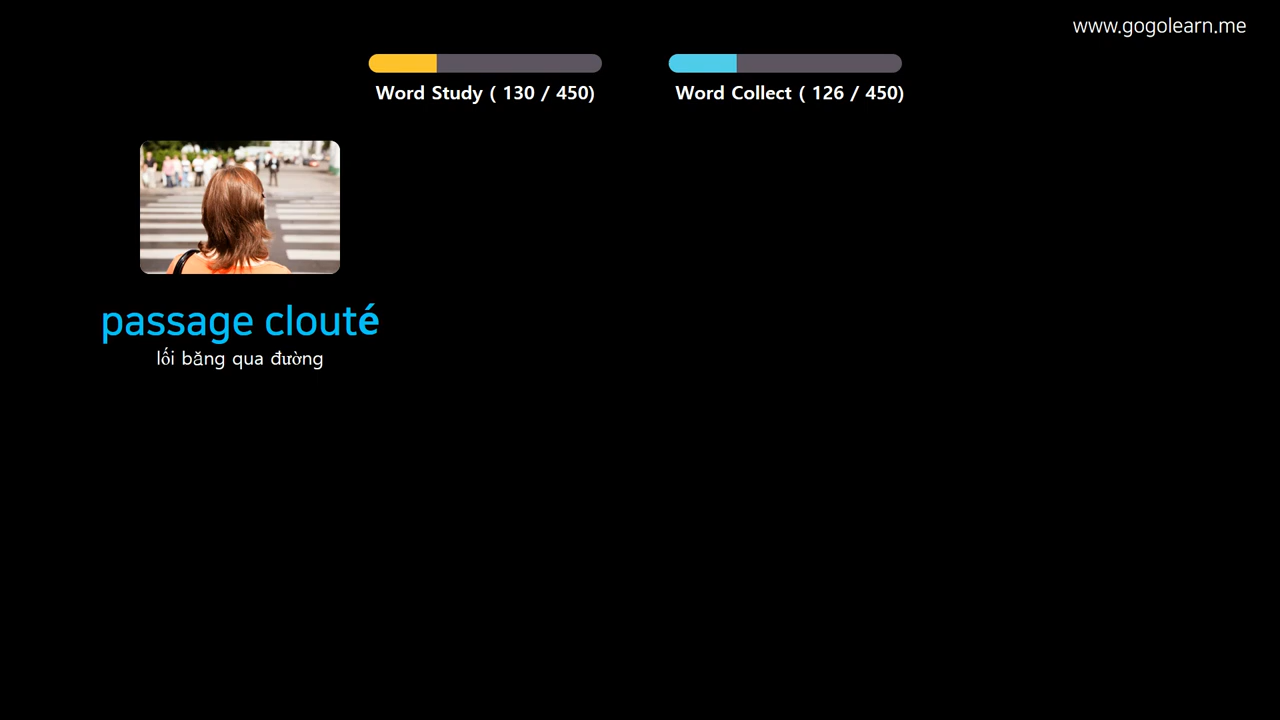 www.gogolearn.me
Word Study ( 130 / 450)
Word Collect ( 126 / 450)
passage clouté
lối băng qua đường